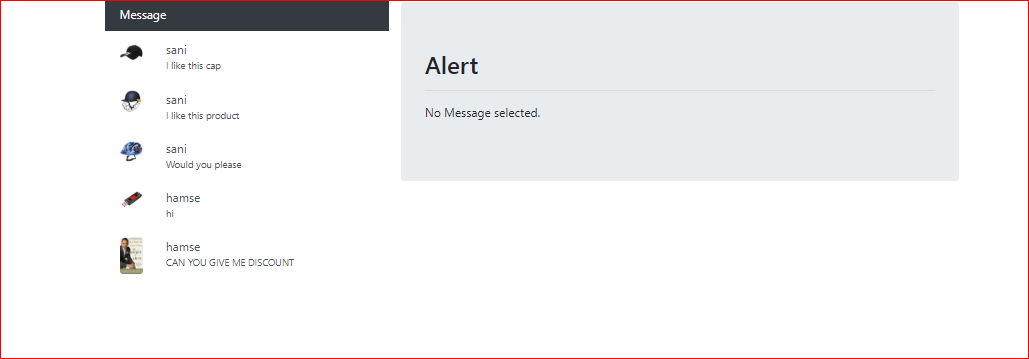 Message
sani
I like this cap
sani
I like this product
sani
Would you please
hamse
hi
hamse
CAN YOU GIVE ME DISCOUNT
Alert
No Message selected.